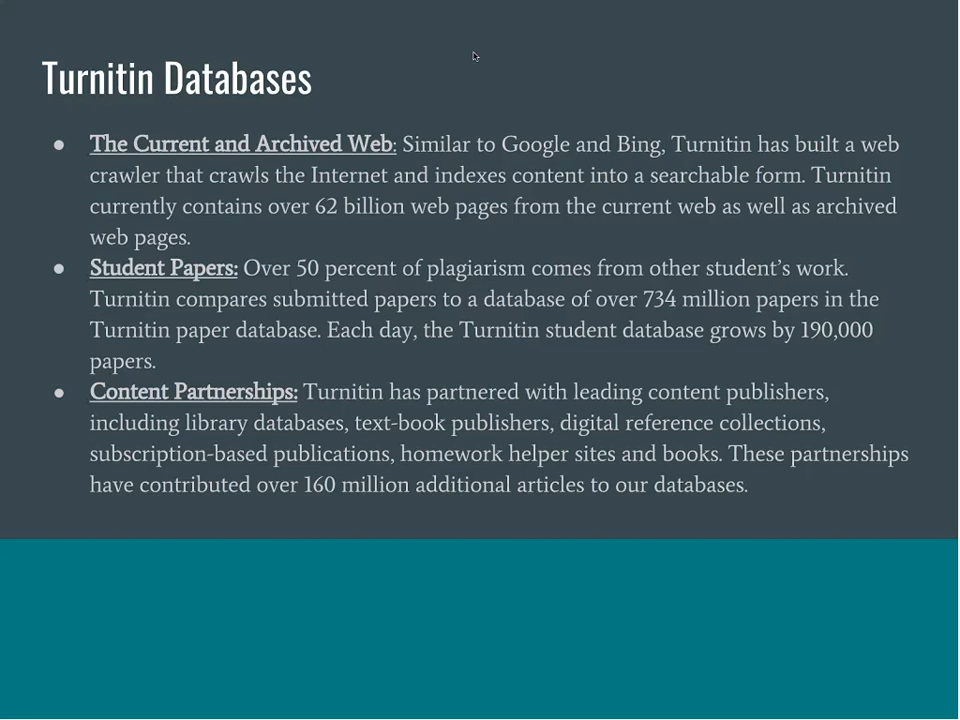 Turnitin Databases
● The Current and Archived Web: Similar to Google and Bing, Turnitin has built a web
crawler that crawls the Internet and indexes content into a searchable form. Turnitin
currently contains over 62 billion web pages from the current web as well as archived
web pages.
● Student Papers: Over 50 percent of plagiarism comes from other student’s work.
Turnitin compares submitted papers to a database of over 734 million papers in the
Turnitin paper database. Each day, the Turnitin student database grows by 190,000
papers.
● Content Partnerships: Turnitin has partnered with leading content publishers,
including library databases, text-book publishers, digital reference collections,
subscription-based publications, homework helper sites and books. These partnerships
have contributed over 160 million additional articles to our databases.